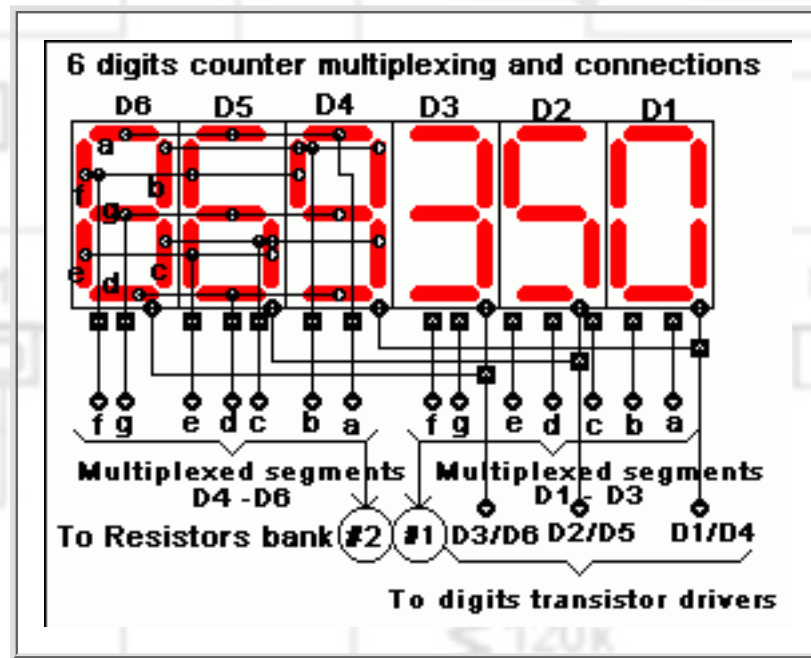 6 digits counter multiplexing and connections
D6 D5 D4 D3 D2 D1
a
f b
g
e c
d
f g e d c b a f g e d c b a
Multiplexed segments Multiplexed segments
D4 -D6 D1 - D3
To Resistors bank #2 #1 D3/D6 D2/D5 D1/D4
To digits transistor drivers
120k